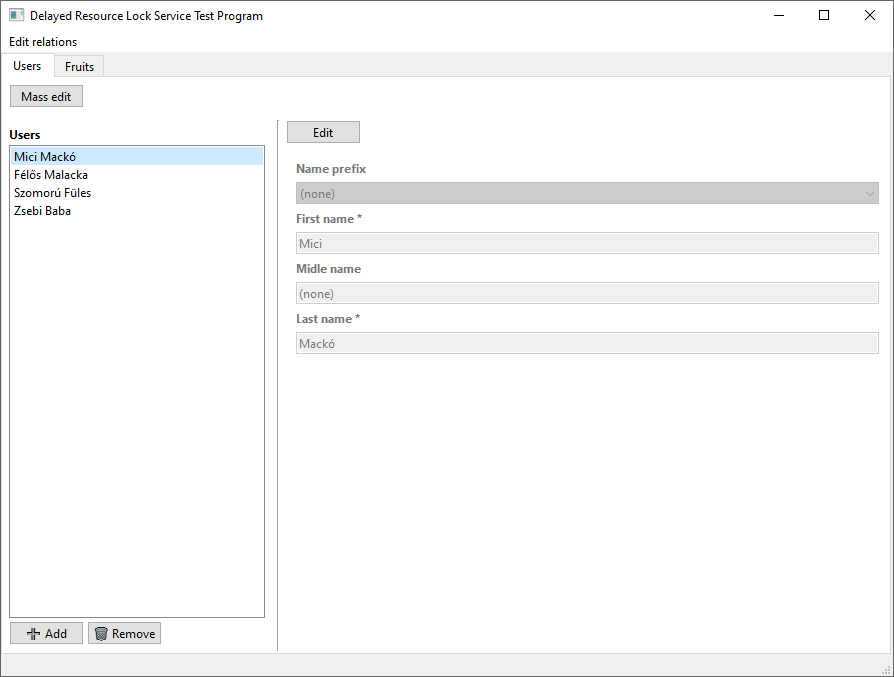 Delayed Resource Lock Service Test Program
Edit relations
Users
Fruits
Mass edit
Users
Mici Mackó
Félős Malacka
Szomorú Füles
Zsebi Baba
Add
Remove
Edit
Name prefix
(none)
First name *
Mici
Midle name
(none)
Last name *
Mackó